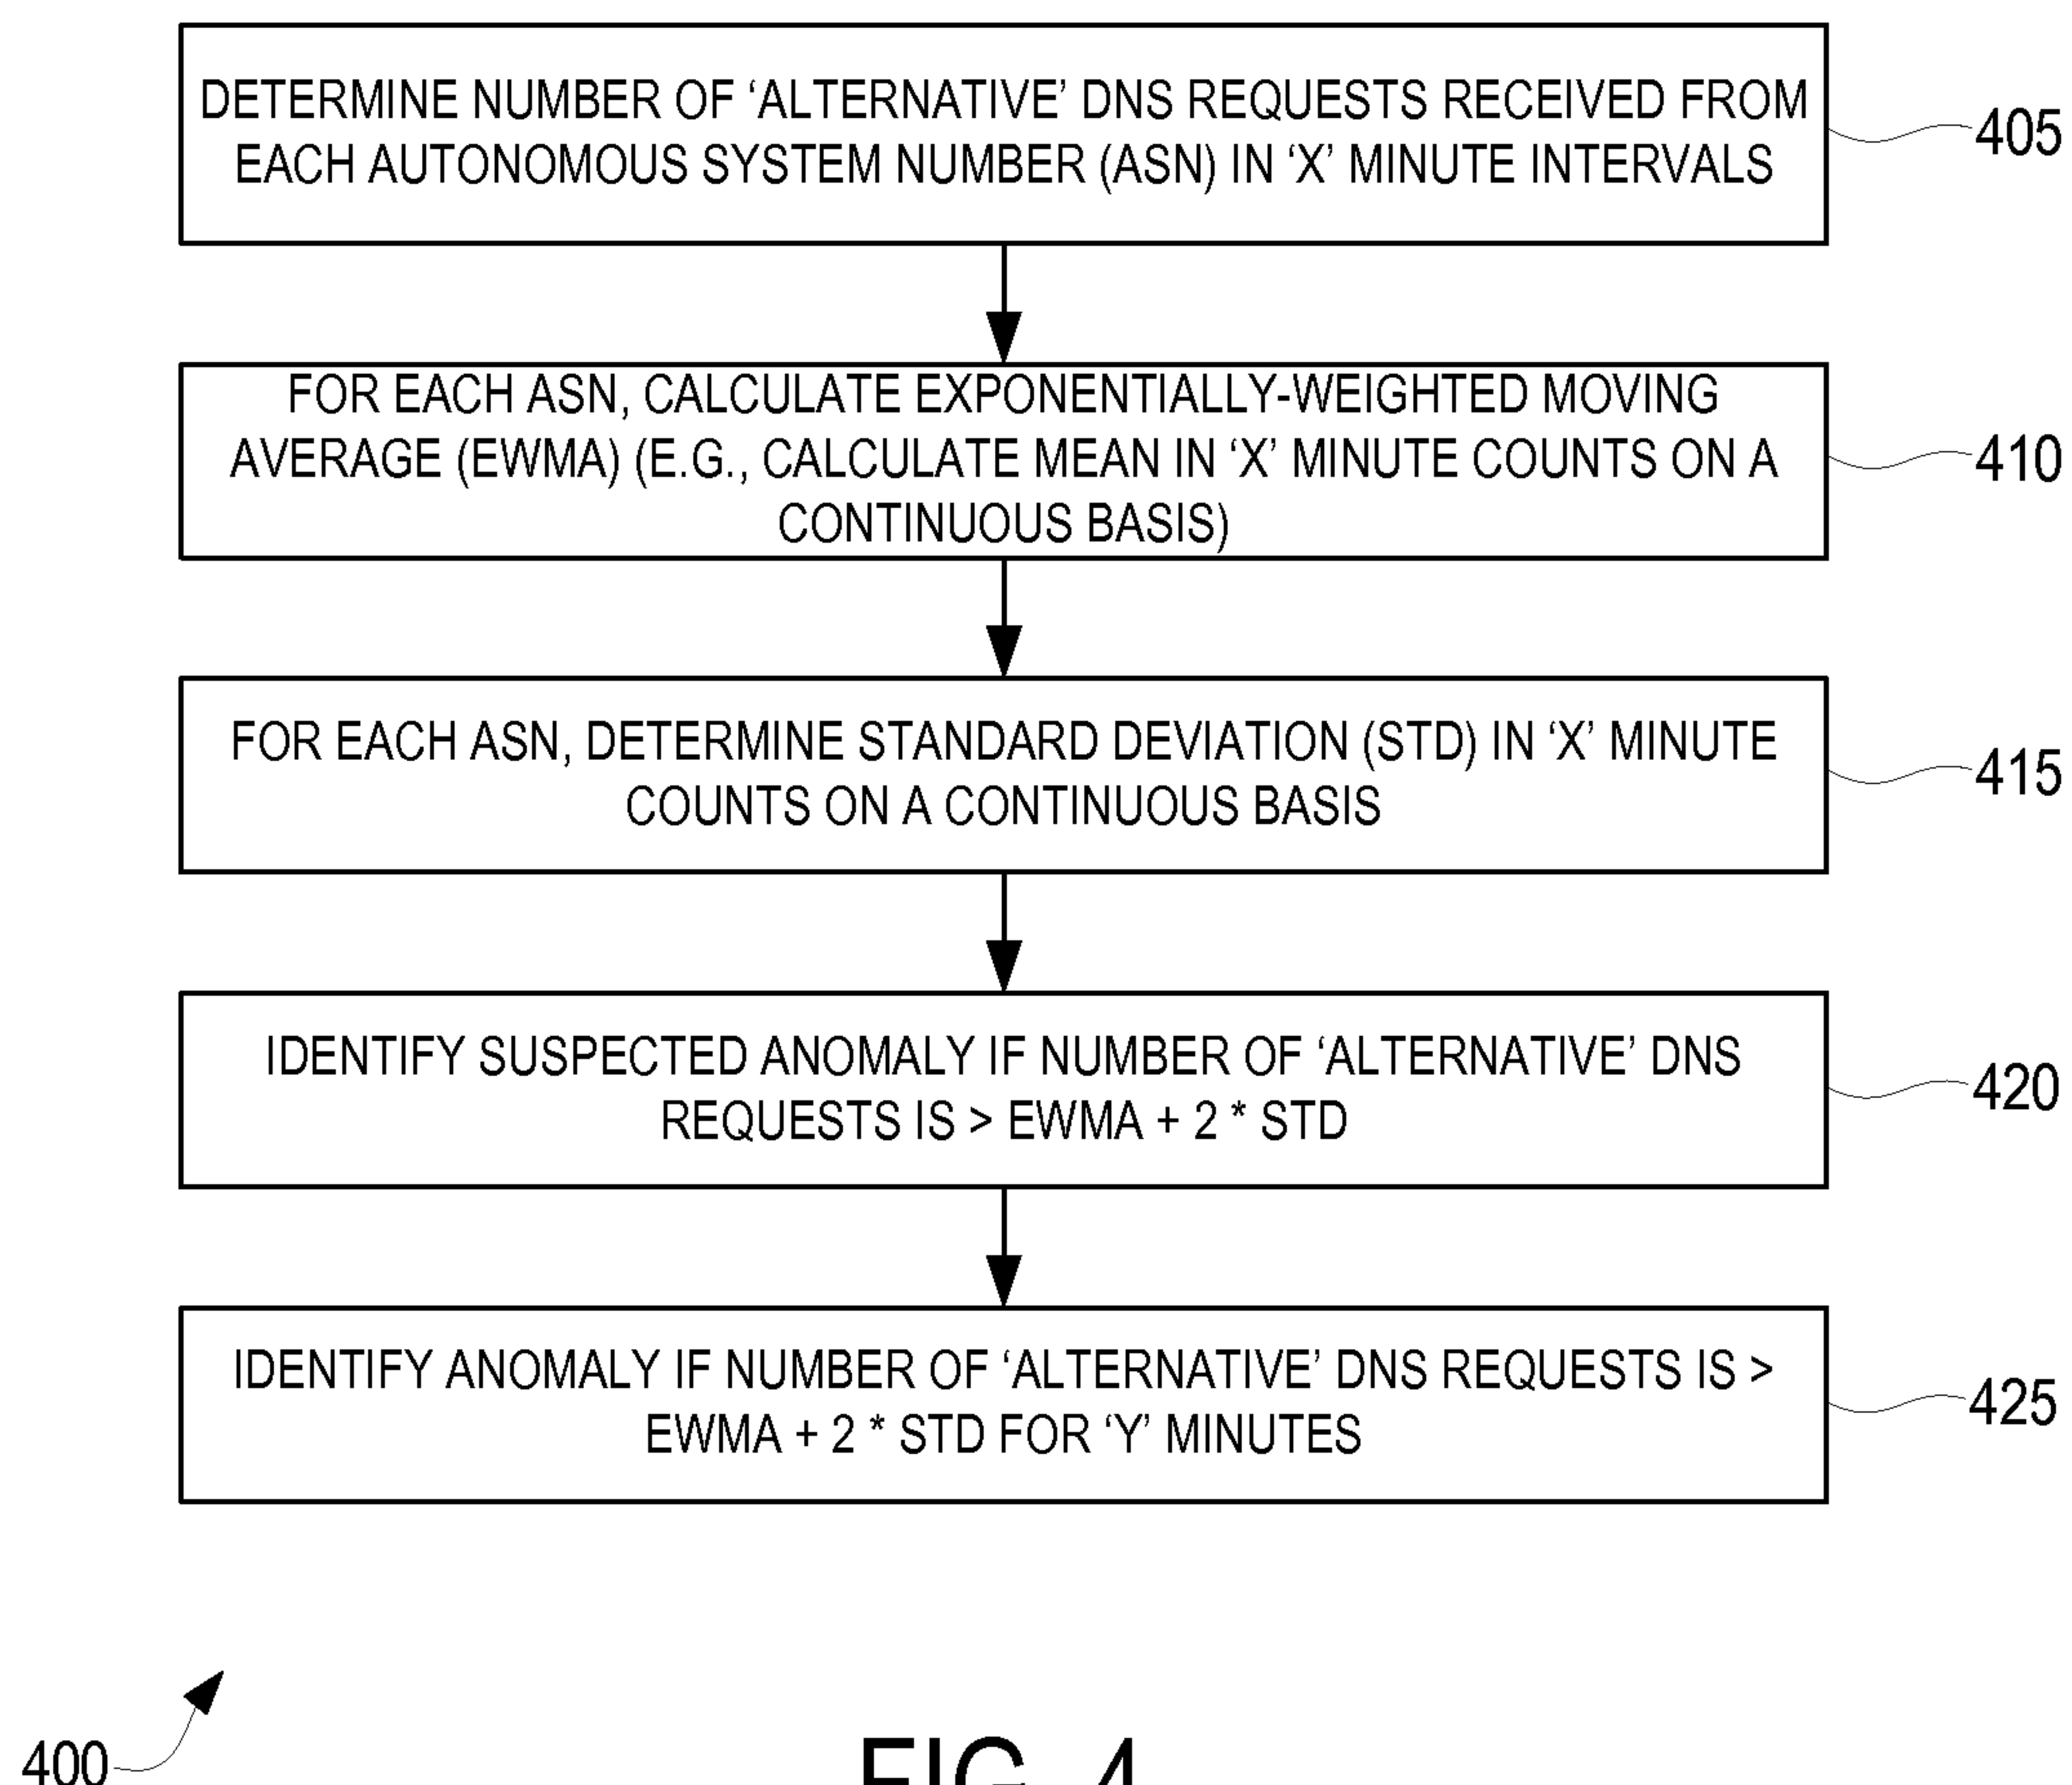 DETERMINE NUMBER OF ‘ALTERNATIVE’ DNS REQUESTS RECEIVED FROM
EACH AUTONOMOUS SYSTEM NUMBER (ASN) IN ‘X’ MINUTE INTERVALS
405
FOR EACH ASN, CALCULATE EXPONENTIALLY-WEIGHTED MOVING
AVERAGE (EWMA) (E.G., CALCULATE MEAN IN ‘X’ MINUTE COUNTS ON A
CONTINUOUS BASIS)
410
FOR EACH ASN, DETERMINE STANDARD DEVIATION (STD) IN ‘X’ MINUTE
COUNTS ON A CONTINUOUS BASIS
415
IDENTIFY SUSPECTED ANOMALY IF NUMBER OF ‘ALTERNATIVE’ DNS
REQUESTS IS > EWMA + 2 * STD
420
IDENTIFY ANOMALY IF NUMBER OF ‘ALTERNATIVE’ DNS REQUESTS IS >
EWMA + 2 * STD FOR ‘Y’ MINUTES
425
400
FIG. 4